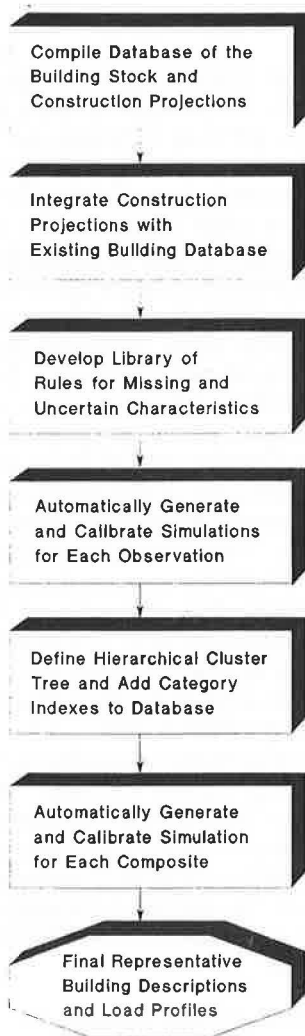 Compile Database of the
Building Stock and
Construction Projections
Integrate Construction
Projections with
Existing Building Database
Develop Library of
Rules for Missing and
Uncertain Characteristics
Automatically Generate
and Calibrate Simulations
for Each Observation
Define Hierarchical Cluster
Tree and Add Category
Indexes to Database
Automatically Generate
and Calibrate Simulation
for Each Composite
Final Representative
Building Descriptions
and Load Profiles